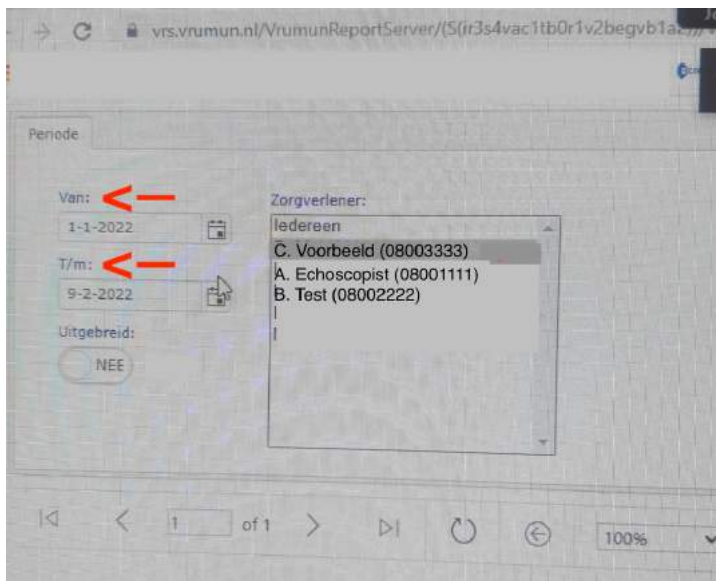 vrs.vrumun.nl/VrumunReportServer/(S(ir3s4vac1tb0r1v2begvb1a2)))/
Periode
Van:
1-1-2022
T/m:
9-2-2022
Uitgebreid:
NEE
Zorgverlener:
Iedereen
C. Voorbeeld (08003333)
A. Echoscopist (08001111)
B. Test (08002222)
1 of 1
100%